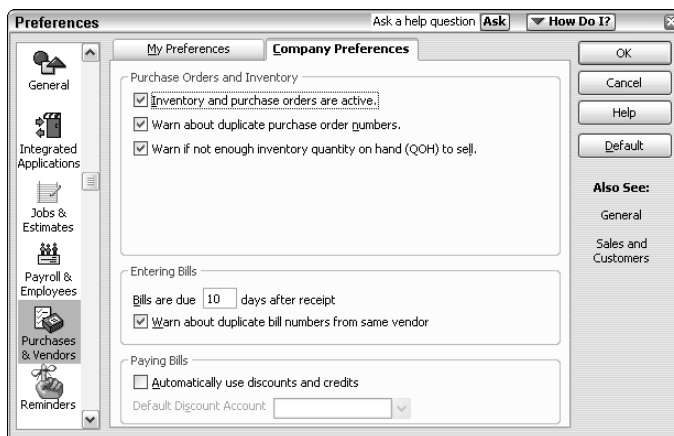 Preferences
Ask a help question Ask How Do I?
General
Integrated
Applications
Jobs &
Estimates
Payroll &
Employees
Purchases
& Vendors
Reminders
My Preferences Company Preferences
Purchase Orders and Inventory
Inventory and purchase orders are active.
Warn about duplicate purchase order numbers.
Warn if not enough inventory quantity on hand (QOH) to sell.
Entering Bills
Bills are due 10 days after receipt
Warn about duplicate bill numbers from same vendor
Paying Bills
Automatically use discounts and credits
Default Discount Account
OK
Cancel
Help
Default
Also See:
General
Sales and
Customers